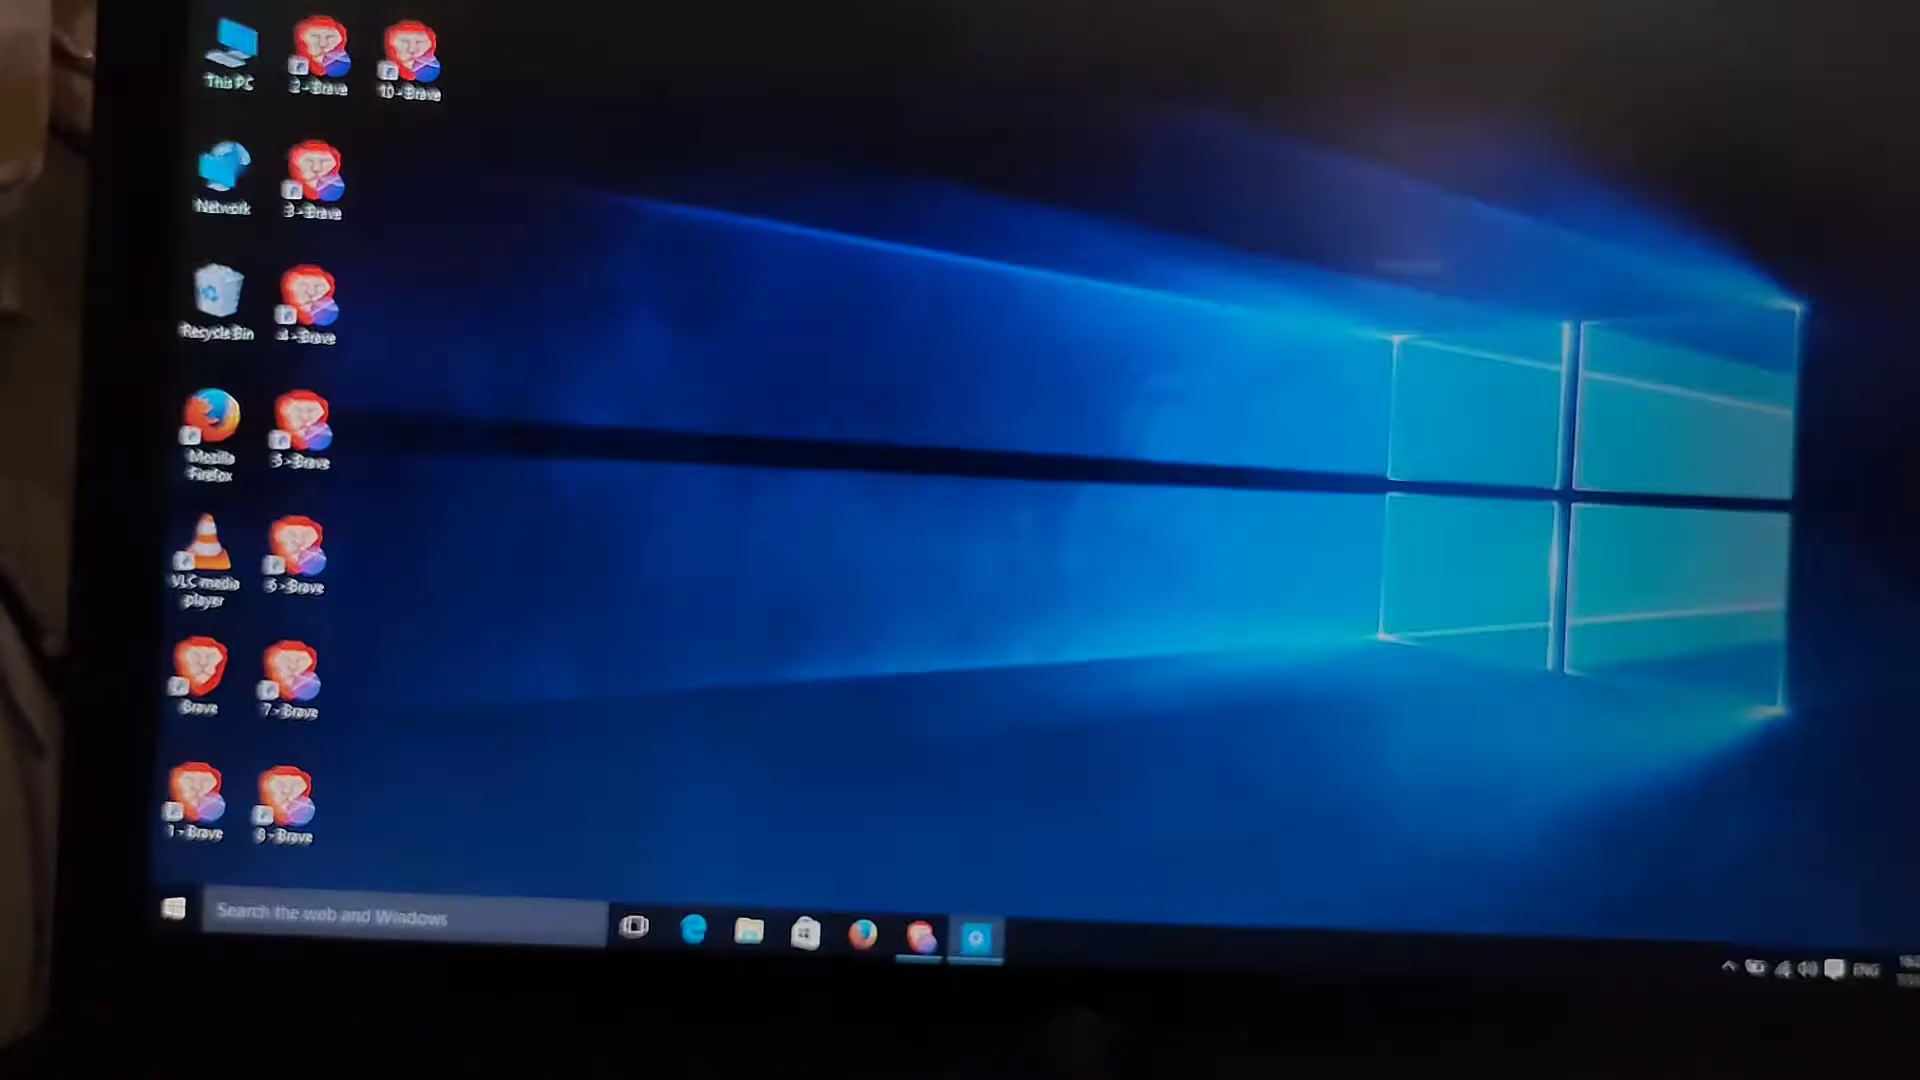 This PC
2 - Brave
10 - Brave
Network
3 - Brave
Recycle Bin
4 - Brave
Mozilla
Firefox
5 - Brave
VLC media
player
6 - Brave
Brave
7 - Brave
1 - Brave
8 - Brave
Search the web and Windows
ENG